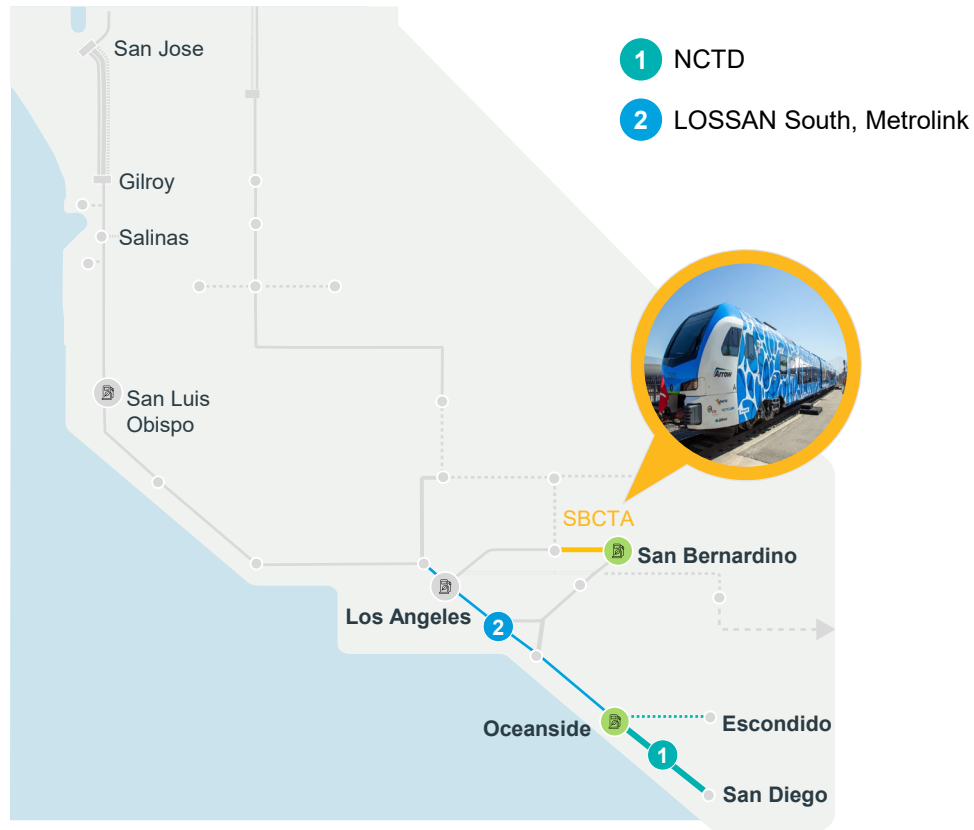 San Jose
1 NCTD
2 LOSSAN South, Metrolink
Gilroy
Salinas
Arrow
San Luis
Obispo
SBCTA
San Bernardino
Los Angeles
2
Oceanside
Escondido
1
San Diego